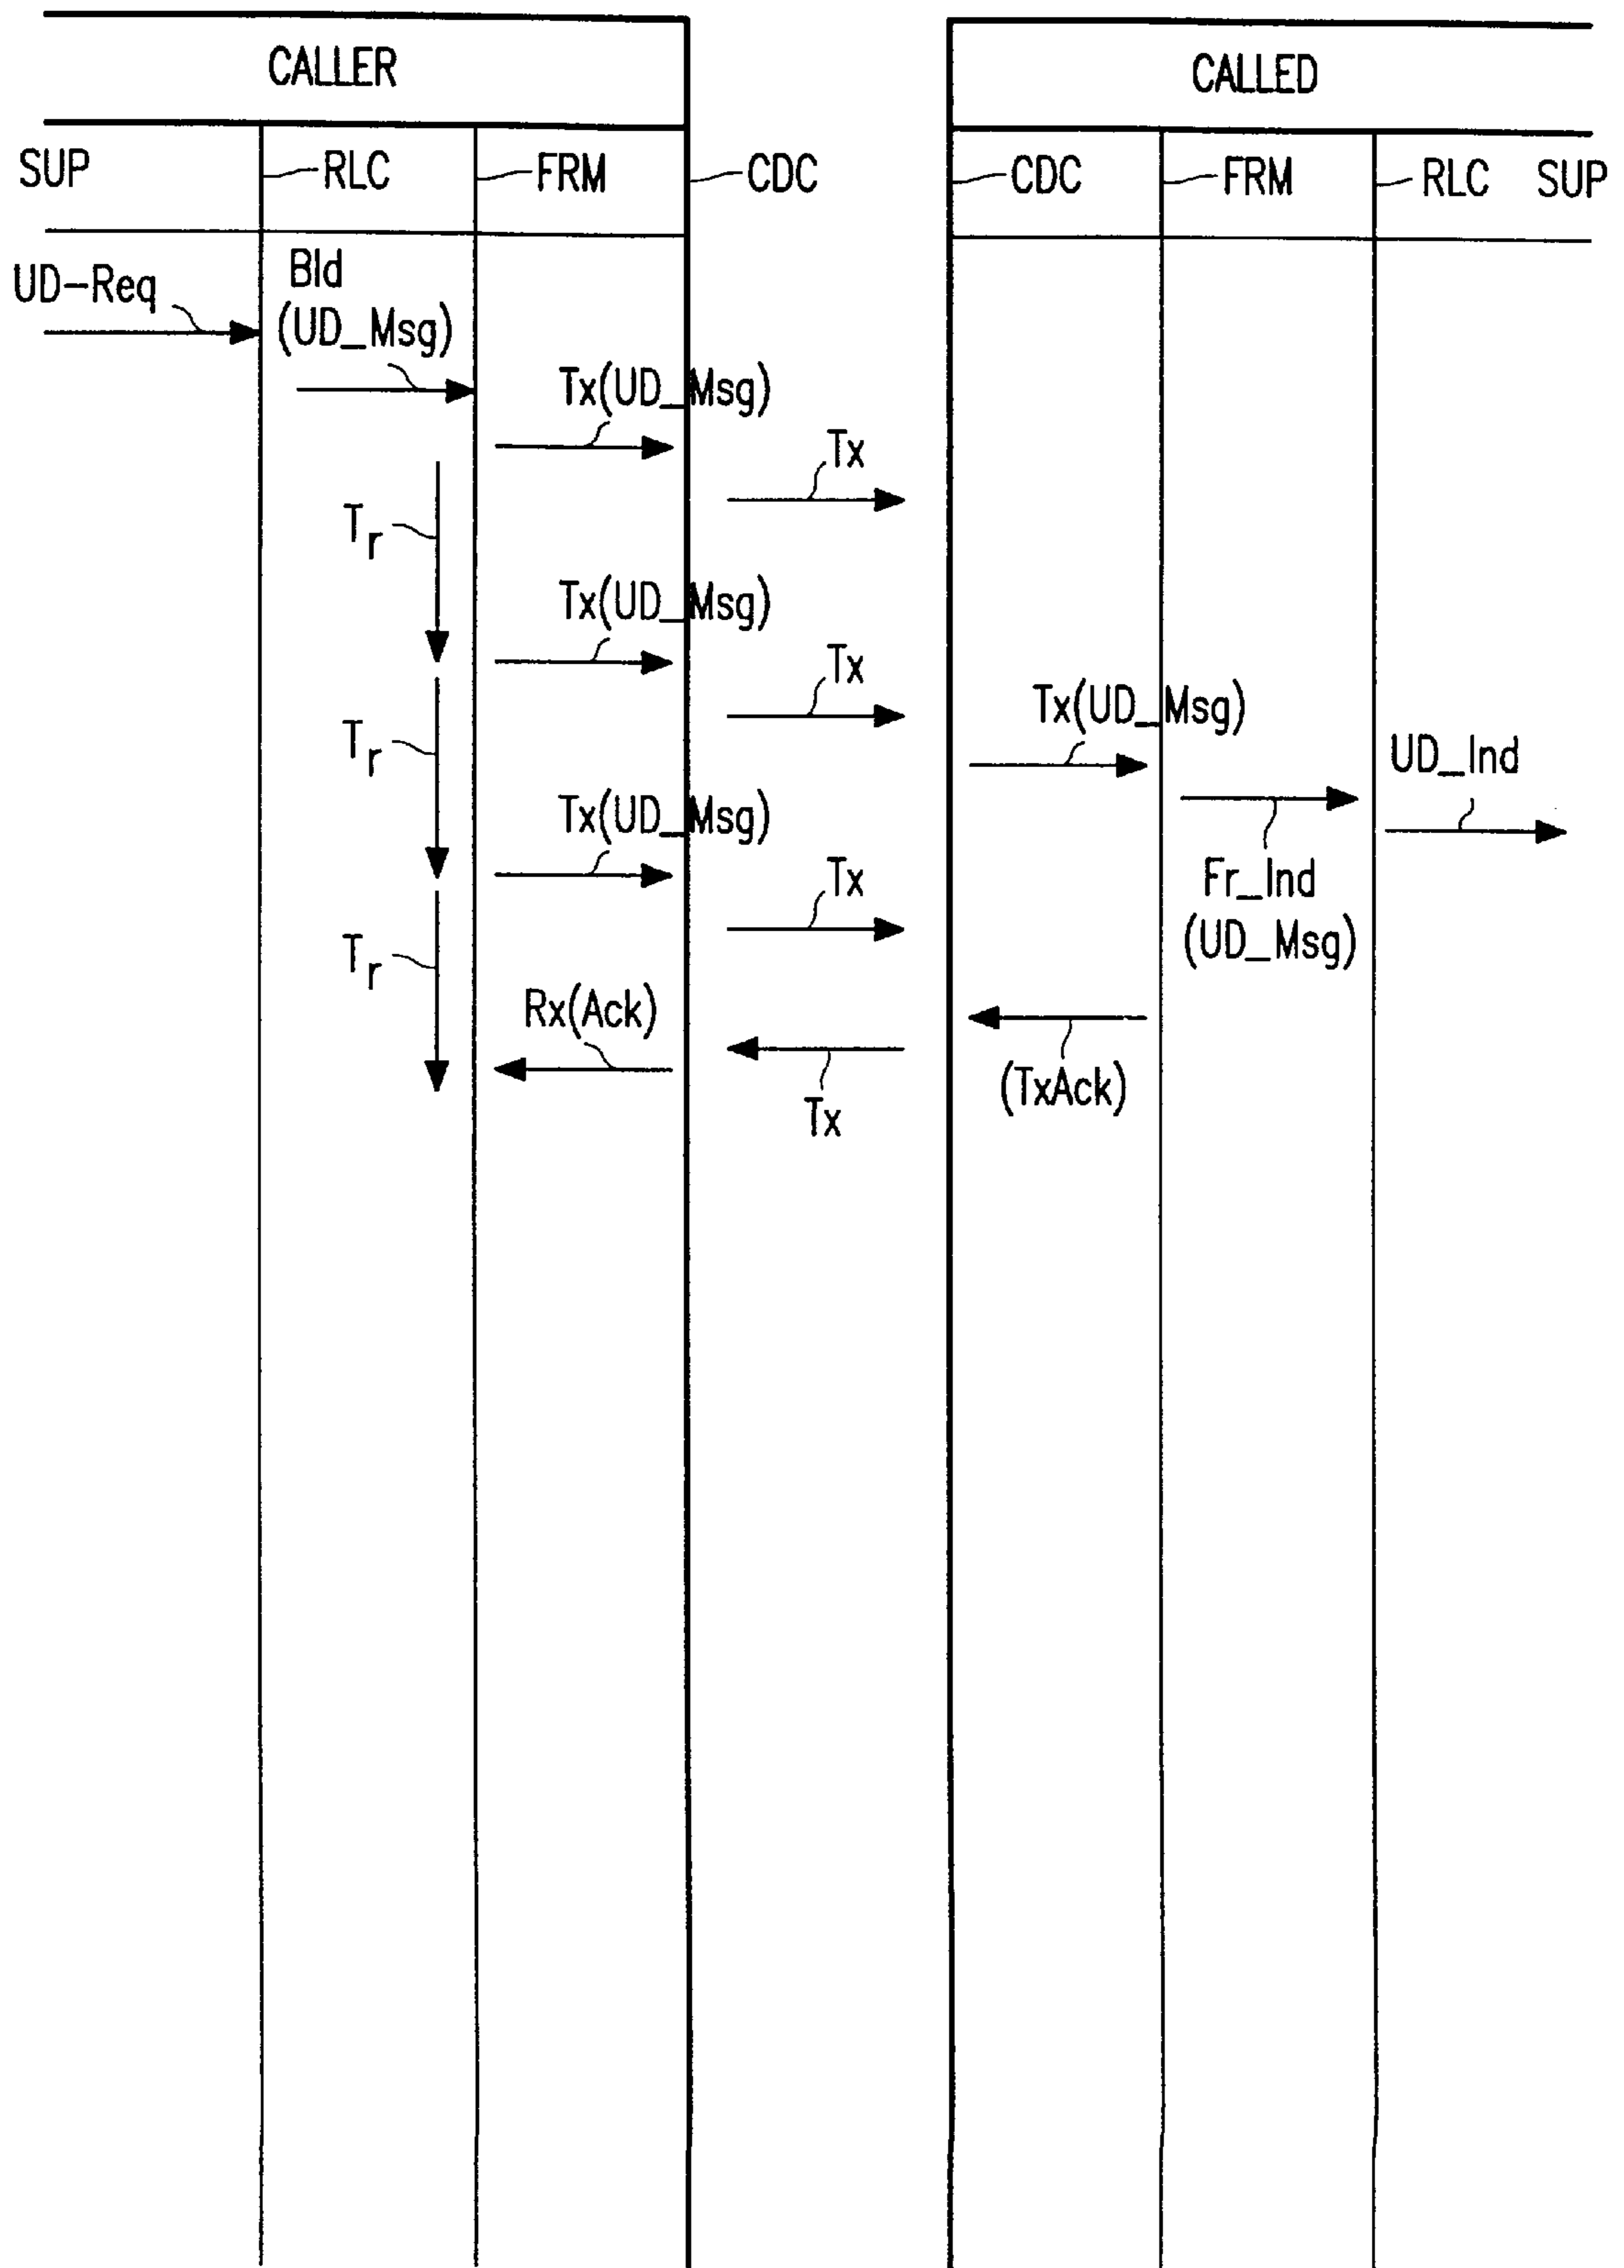 CALLER
CALLED
SUP RLC FRM CDC CDC FRM RLC SUP
UD-Req
Bld
(UD_Msg)
Tx(UD_Msg)
Tx
Tr
Tx(UD_Msg)
Tx
Tr
Tx(UD_Msg)
UD_Ind
Tx(UD_Msg)
Tx
Fr_Ind
(UD_Msg)
Tr
Rx(Ack)
Tx
(TxAck)